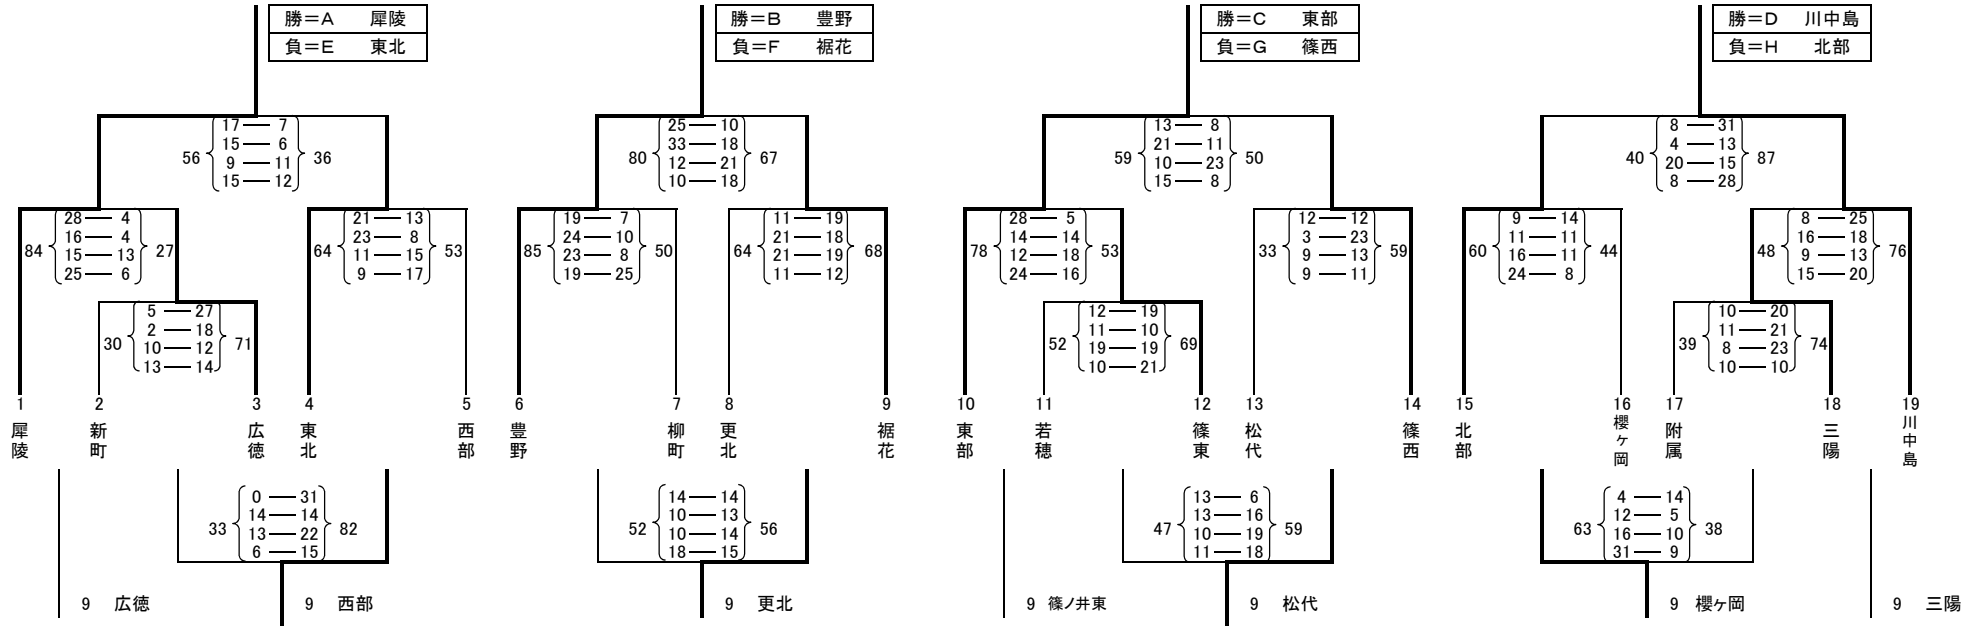 勝＝A 犀陵
負＝E 東北
勝＝B 豊野
負＝F 裾花
勝＝C 東部
負＝G 篠西
勝＝D 川中島
負＝H 北部
56 17 7 36
15 6
9 11
15 12
80 25 10 67
33 18
12 21
10 18
59 13 8 50
21 11
10 23
15 8
40 8 31 87
4 13
20 15
8 28
84 28 4 27
16 4
15 13
25 6
64 21 13 53
23 8
11 15
9 17
85 19 7 50
24 10
23 8
19 25
64 11 19 68
21 18
21 19
11 12
78 28 5 53
14 14
12 18
24 16
33 12 12 59
3 23
9 13
9 11
60 9 14 44
11 11
16 11
24 8
48 8 25 76
16 18
9 13
15 20
30 5 27 71
2 18
10 12
13 14
52 12 19 69
11 10
19 19
10 21
39 10 20 74
11 21
8 23
10 10
1 犀陵
2 新町
3 広徳
4 東北
5 西部
6 豊野
7 柳町
8 更北
9 裾花
10 東部
11 若穂
12 篠東
13 松代
14 篠西
15 北部
16 櫻ヶ岡
17 附属
18 三陽
19 川中島
33 0 31 82
14 14
13 22
6 15
52 14 14 56
10 13
10 14
18 15
47 13 6 59
13 16
10 19
11 18
63 4 14 38
12 5
16 10
31 9
9 広徳
9 西部
9 更北
9 篠ノ井東
9 松代
9 櫻ヶ岡
9 三陽